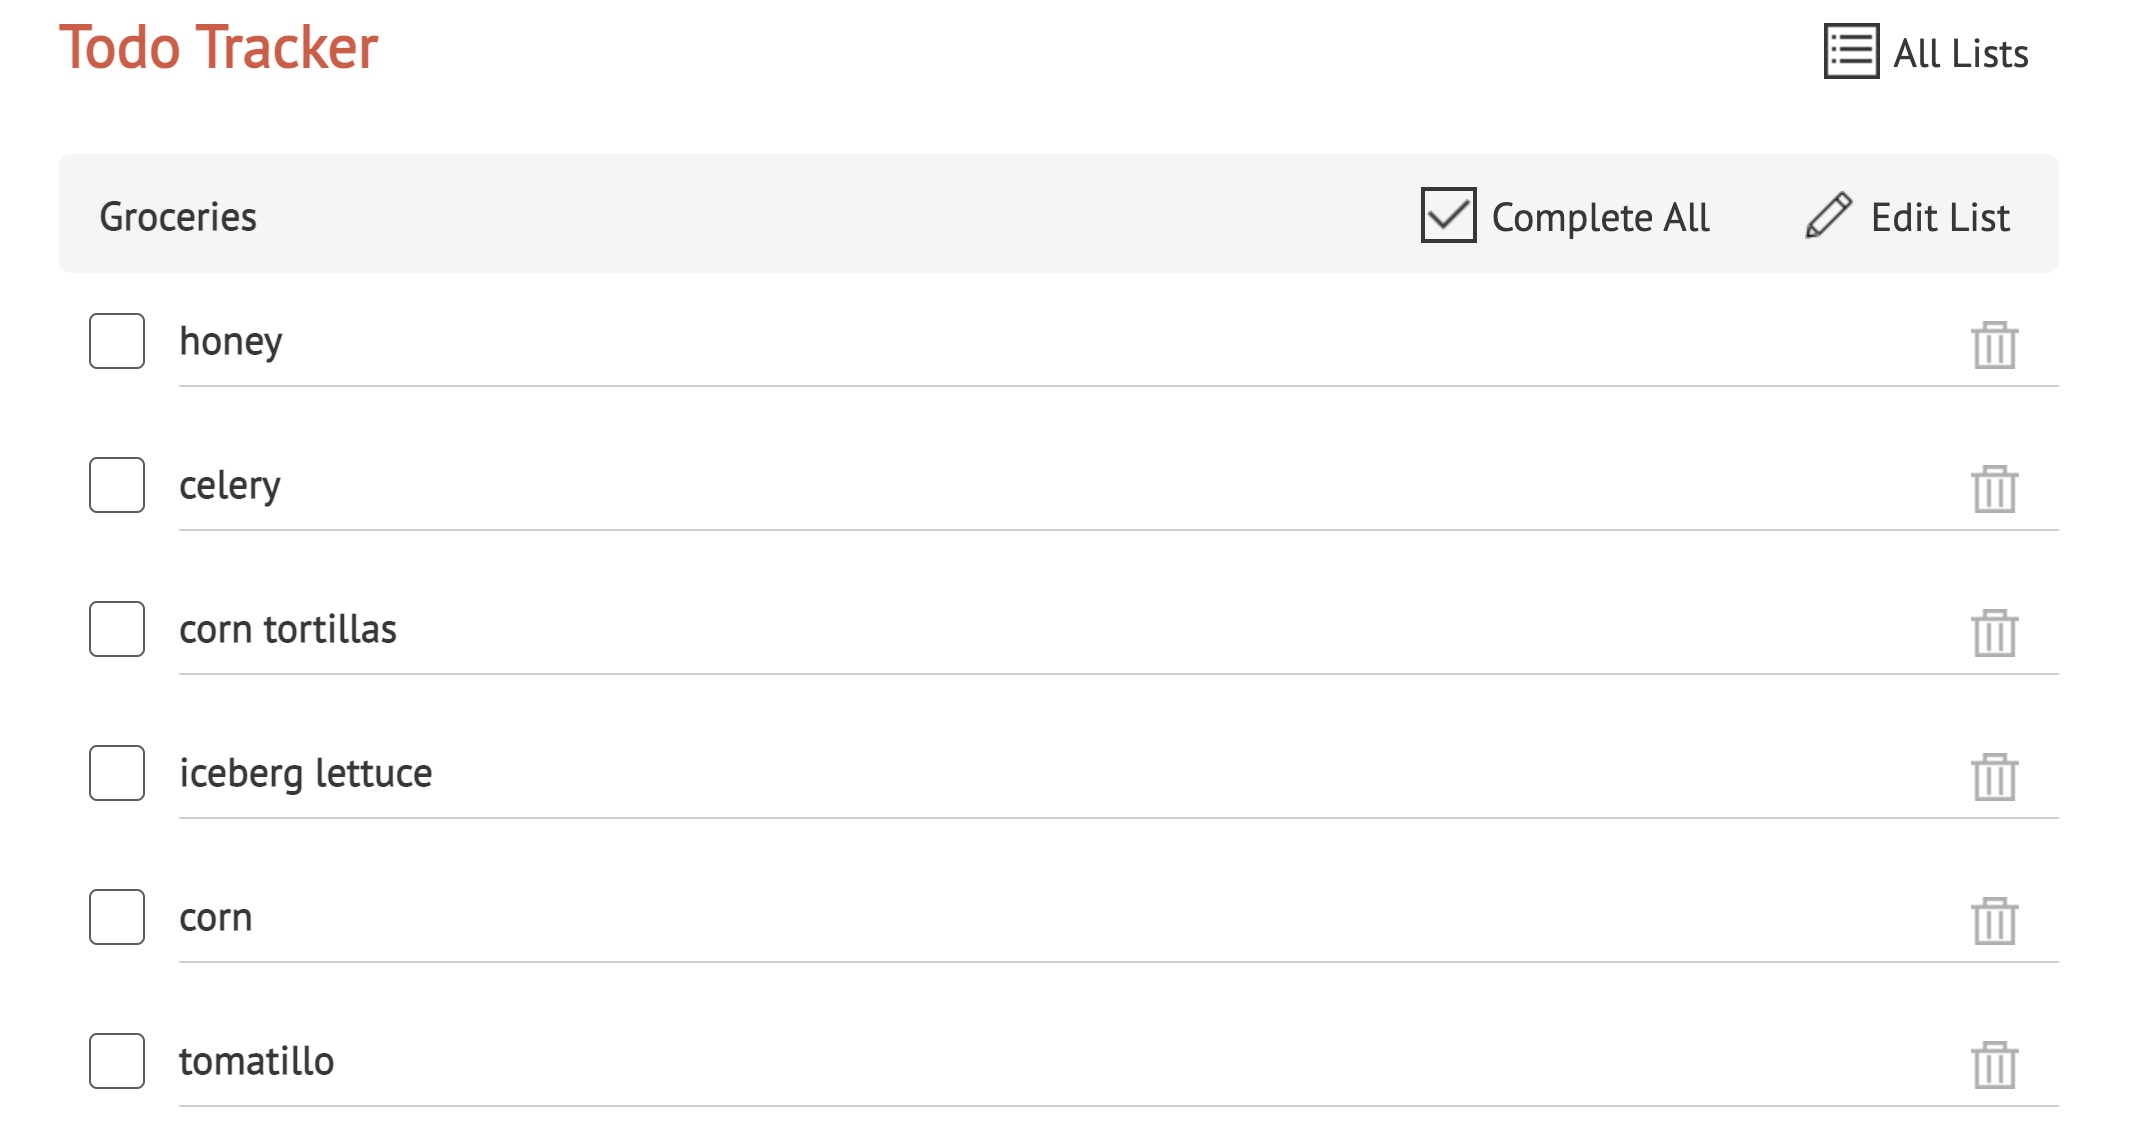 Todo Tracker
All Lists
Groceries
Complete All
Edit List
honey
celery
corn tortillas
iceberg lettuce
corn
tomatillo